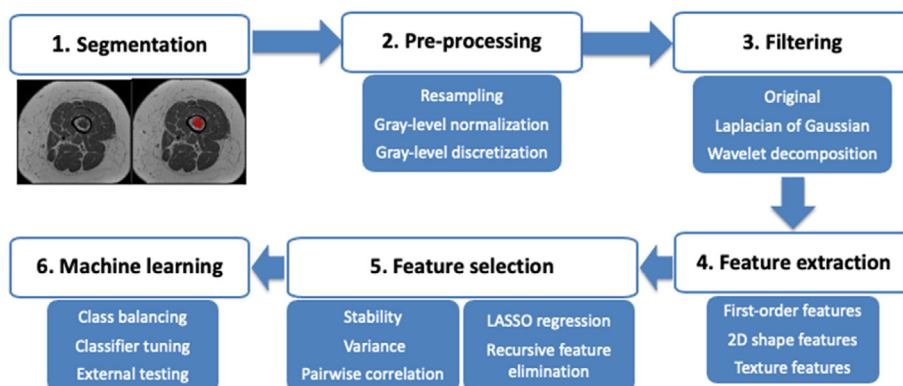 1. Segmentation
2. Pre-processing
Resampling
Gray-level normalization
Gray-level discretization
3. Filtering
Original
Laplacian of Gaussian
Wavelet decomposition
4. Feature extraction
First-order features
2D shape features
Texture features
5. Feature selection
Stability
Variance
Pairwise correlation
LASSO regression
Recursive feature
elimination
6. Machine learning
Class balancing
Classifier tuning
External testing